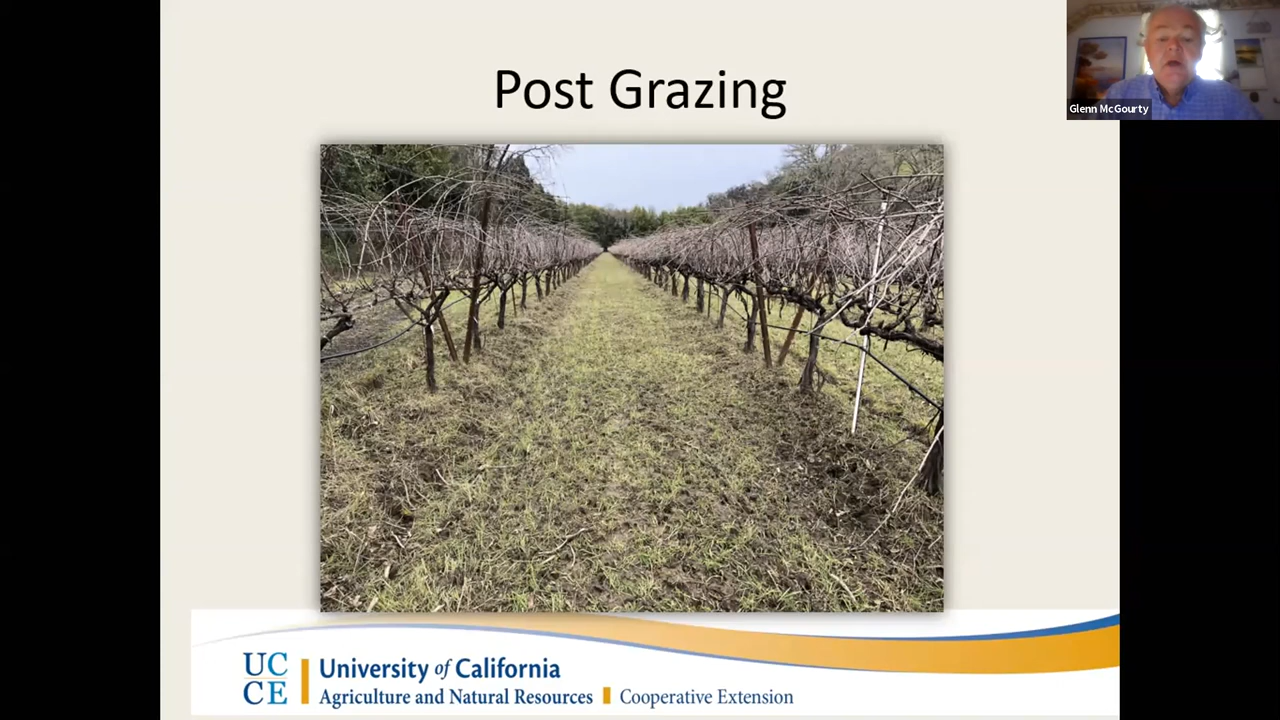 Post Grazing
Glenn McGourty
UC
CE
University of California
Agriculture and Natural Resources
Cooperative Extension